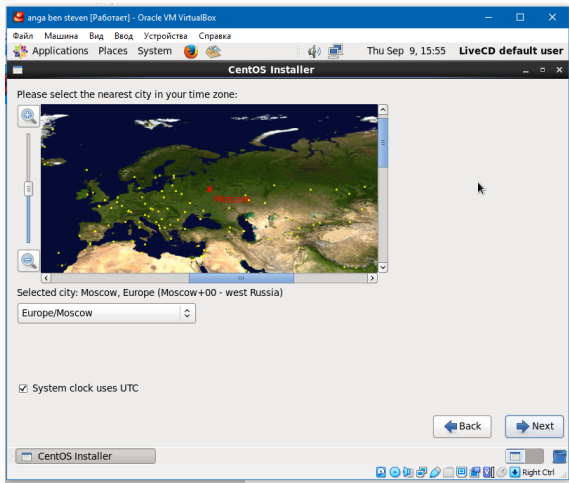 anga ben steven [Работает] - Oracle VM VirtualBox
Файл Машина Вид Ввод Устройства Справка
Applications Places System Thu Sep 9, 15:55 LiveCD default user
CentOS Installer
Please select the nearest city in your time zone:
Moscow
Selected city: Moscow, Europe (Moscow+00 - west Russia)
Europe/Moscow
System clock uses UTC
Back Next
CentOS Installer
Right Ctrl